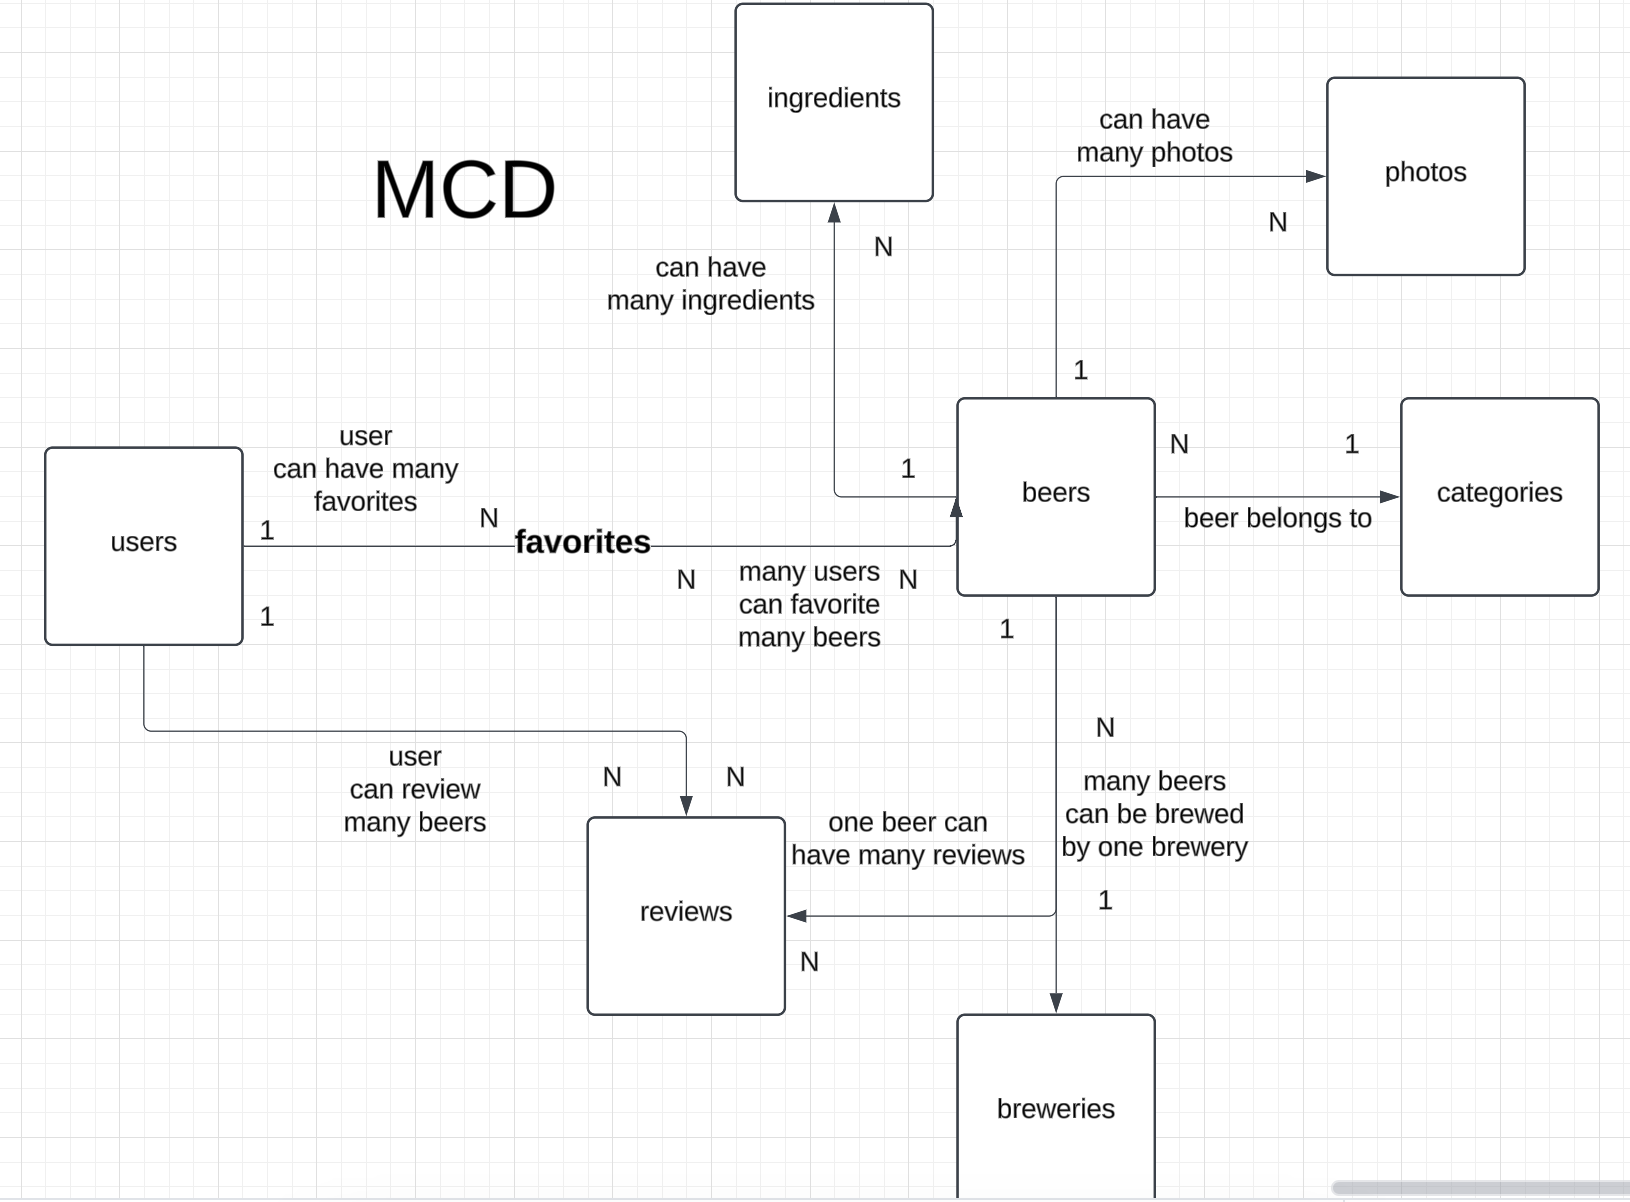 ingredients
can have
many photos
photos
MCD
N
N
can have
many ingredients
1
user
can have many
favorites
1
N
1
beers
categories
users
1
N
favorites
beer belongs to
N
many users
can favorite
many beers
N
1
1
N
user
can review
many beers
N
N
many beers
can be brewed
by one brewery
one beer can
have many reviews
1
reviews
N
breweries